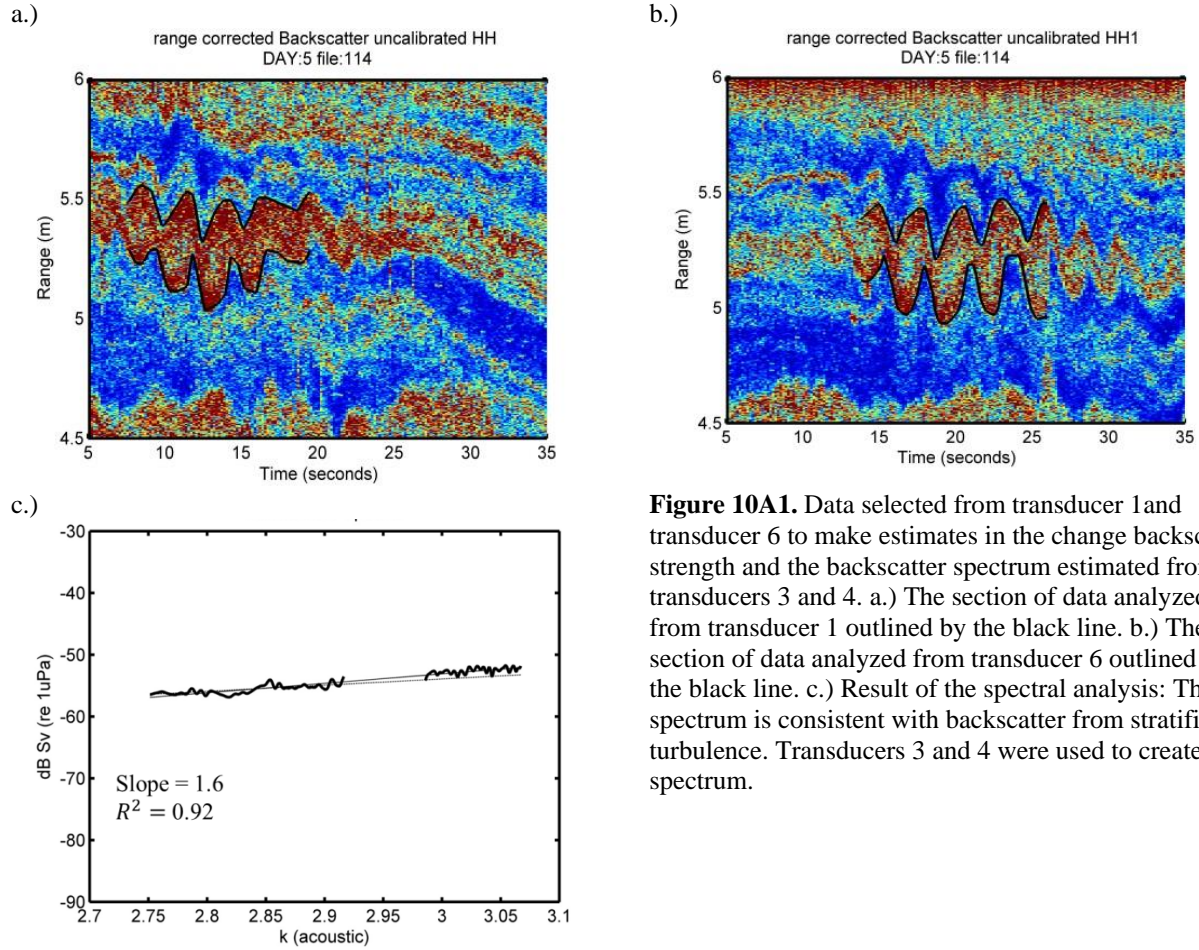 a.)
range corrected Backscatter uncalibrated HH
DAY:5 file:114
6
5.5
5
4.5
Range (m)
5 10 15 20 25 30 35
Time (seconds)
b.)
range corrected Backscatter uncalibrated HH1
DAY:5 file:114
6
5.5
5
4.5
Range (m)
5 10 15 20 25 30 35
Time (seconds)
c.)
-30
-40
-50
-60
-70
-80
-90
dB Sv (re 1uPa)
Slope = 1.6
R² = 0.92
2.7 2.75 2.8 2.85 2.9 2.95 3 3.05 3.1
k (acoustic)
Figure 10A1. Data selected from transducer 1and
transducer 6 to make estimates in the change
strength and the backscatter spectrum estimated
transducers 3 and 4. a.) The section of data analyzed
from transducer 1 outlined by the black line. b.) The
section of data analyzed from transducer 6 outlined
the black line. c.) Result of the spectral analysis:
spectrum is consistent with backscatter from
turbulence. Transducers 3 and 4 were used to create
spectrum.